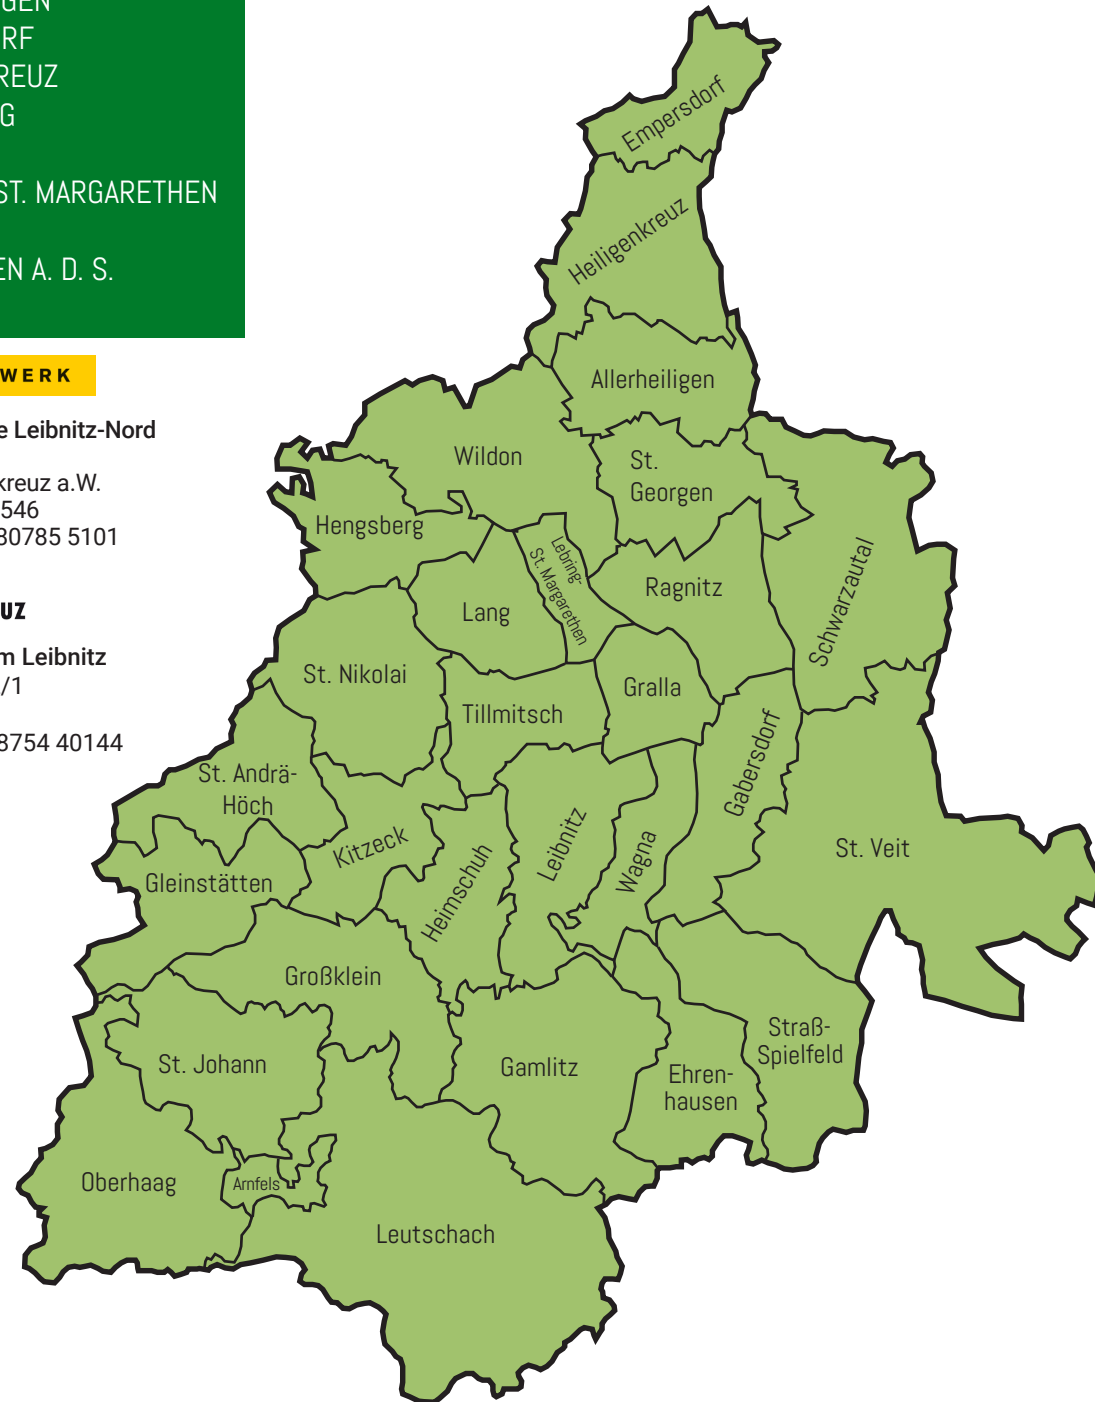 GEN
RF
REUZ
G
ST. MARGARETHEN
EN A. D. S.
WERK
e Leibnitz-Nord
kreuz a.W.
546
80785 5101
UZ
m Leibnitz
/1
8754 40144
Empersdorf
Heiligenkreuz
Allerheiligen
Wildon
St.
Georgen
Hengsberg
Lebring-
St. Margarethen
Ragnitz
Schwarzautal
Lang
St. Nikolai
Gralla
Tillmitsch
Gabersdorf
St. Andrä-
Höch
Kitzeck
Heimschuh
Leibnitz
Wagna
St. Veit
Gleinstätten
Großklein
Straß-
Spielfeld
St. Johann
Gamlitz
Ehren-
hausen
Oberhaag
Arnfels
Leutschach